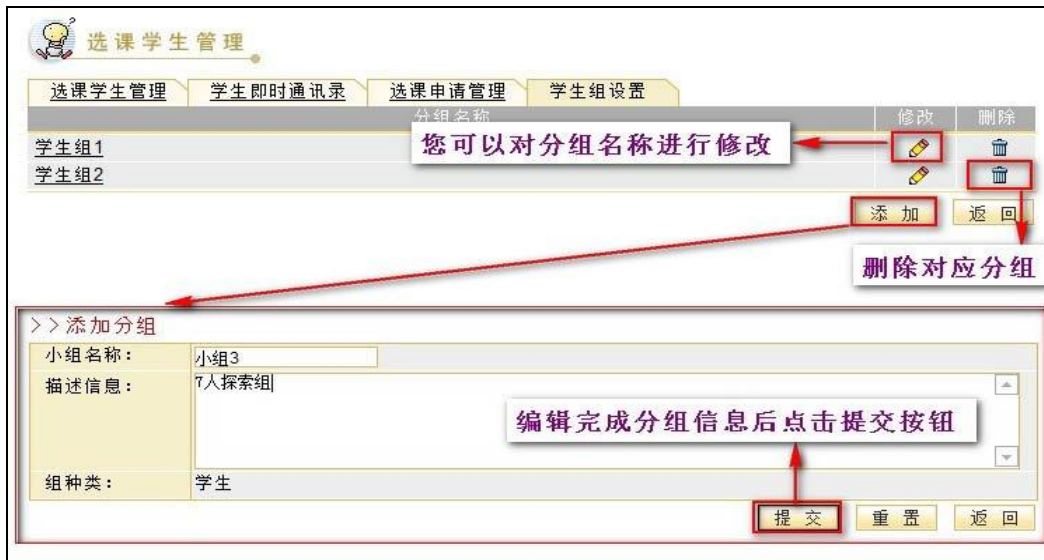 选课学生管理
选课学生管理 学生即时通讯录 选课申请管理 学生组设置
分组名称 修改 删除
学生组1
您可以对分组名称进行修改
学生组2
添 加 返 回
删除对应分组
>>添加分组
小组名称: 小组3
描述信息: 7人探索组
编辑完成分组信息后点击提交按钮
组种类: 学生
提 交 重 置 返 回